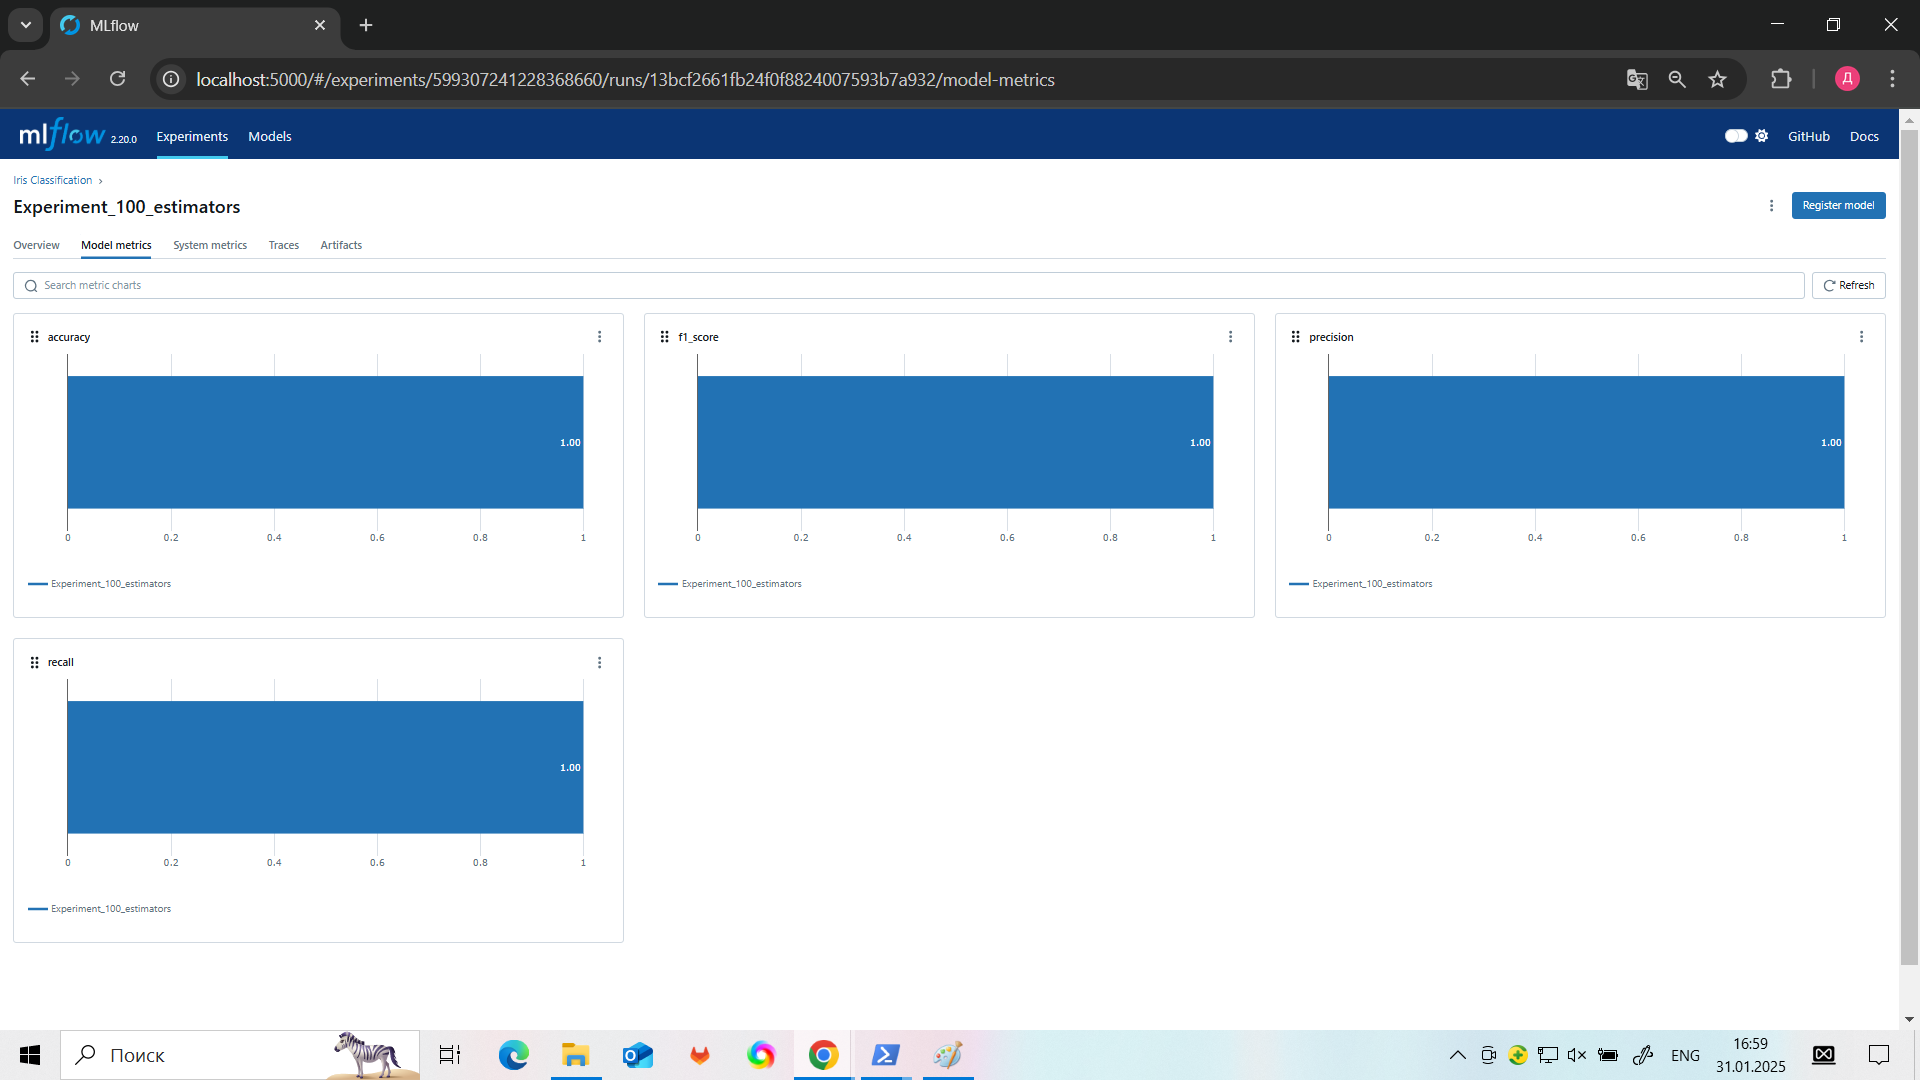 MLflow
localhost:5000/#/experiments/599307241228368660/runs/13bcf2661fb24f0f8824007593b7a932/model-metrics
Д
mlflow 2.20.0 Experiments Models GitHub Docs
Iris Classification ›
Experiment_100_estimators
Register model
Overview Model metrics System metrics Traces Artifacts
Search metric charts
Refresh
accuracy
1.00
0 0.2 0.4 0.6 0.8 1
Experiment_100_estimators
f1_score
1.00
0 0.2 0.4 0.6 0.8 1
Experiment_100_estimators
precision
1.00
0 0.2 0.4 0.6 0.8 1
Experiment_100_estimators
recall
1.00
0 0.2 0.4 0.6 0.8 1
Experiment_100_estimators
Поиск
ENG
16:59
31.01.2025